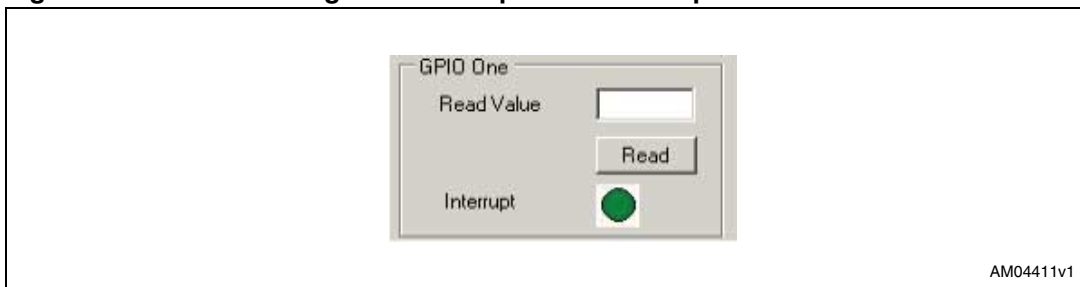 GPIO One
Read Value
Read
Interrupt
AM04411v1